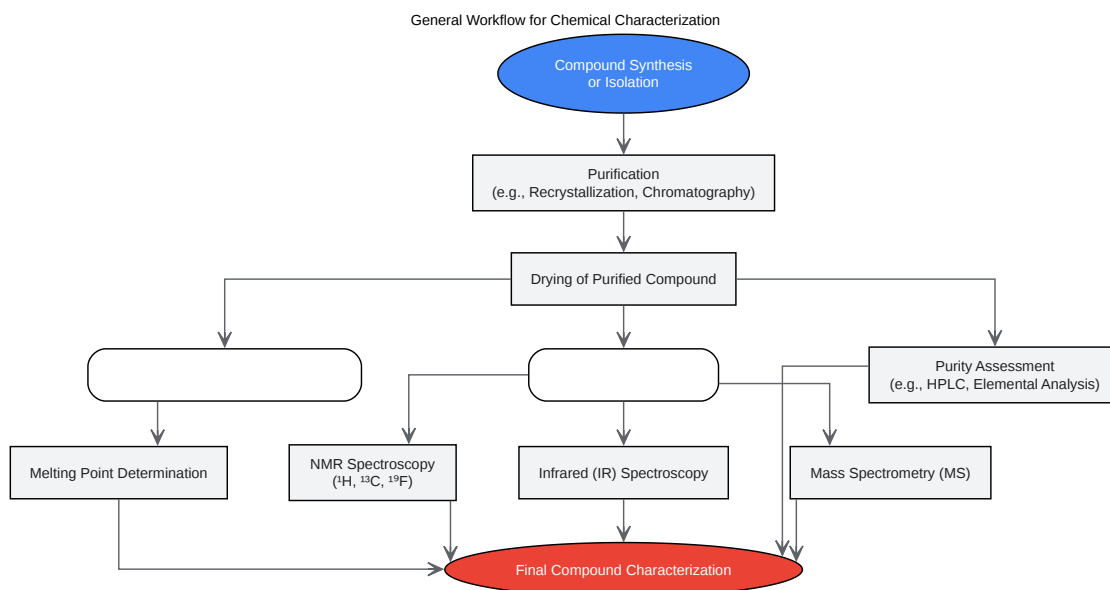 General Workflow for Chemical Characterization
Compound Synthesis
or Isolation
Purification
(e.g., Recrystallization, Chromatography)
Drying of Purified Compound
Purity Assessment
(e.g., HPLC, Elemental Analysis)
Melting Point Determination
NMR Spectroscopy
(¹H, ¹³C, ¹⁹F)
Infrared (IR) Spectroscopy
Mass Spectrometry (MS)
Final Compound Characterization